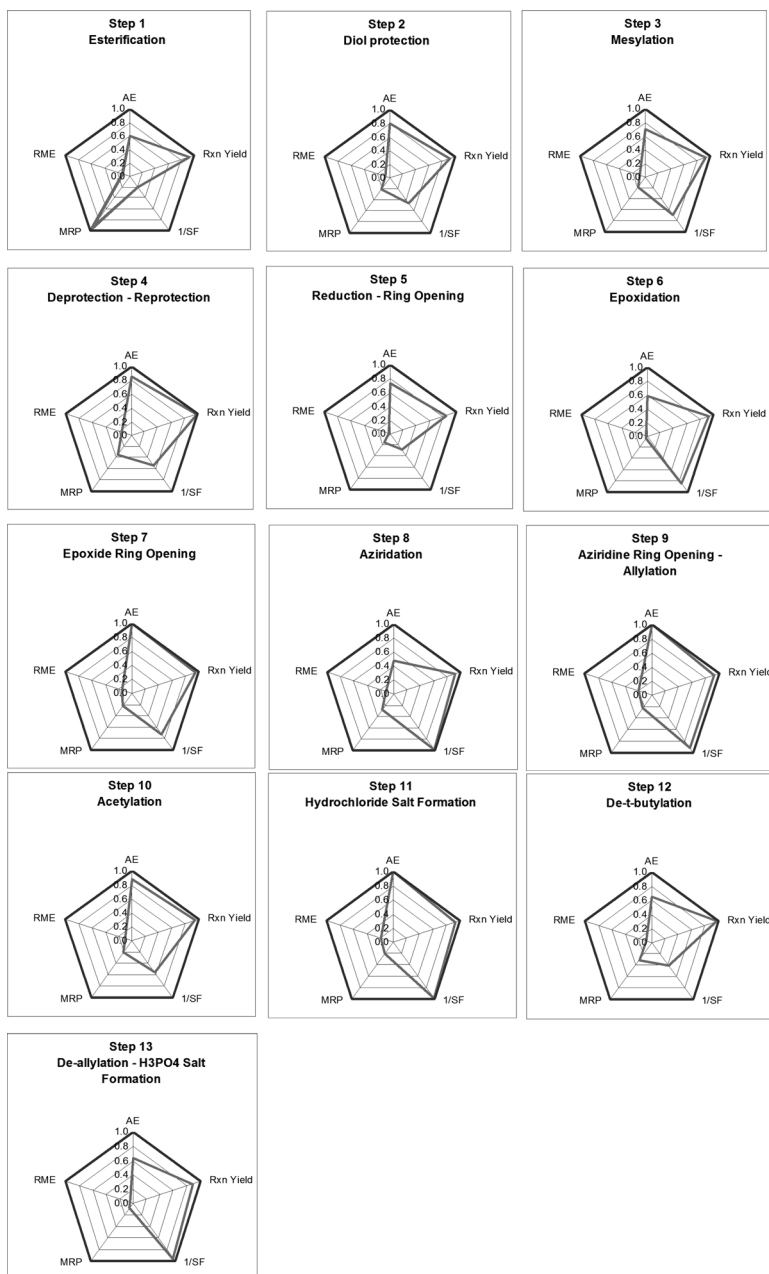 Step 1
Esterification
AE
1.0
0.8
0.6
0.4
0.2
0.0
RME
Rxn Yield
MRP
1/SF
Step 2
Diol protection
AE
1.0
0.8
0.6
0.4
0.2
0.0
RME
Rxn Yield
MRP
1/SF
Step 3
Mesylation
AE
1.0
0.8
0.6
0.4
0.2
0.0
RME
Rxn Yield
MRP
1/SF
Step 4
Deprotection - Reprotection
AE
1.0
0.8
0.6
0.4
0.2
0.0
RME
Rxn Yield
MRP
1/SF
Step 5
Reduction - Ring Opening
AE
1.0
0.8
0.6
0.4
0.2
0.0
RME
Rxn Yield
MRP
1/SF
Step 6
Epoxidation
AE
1.0
0.8
0.6
0.4
0.2
0.0
RME
Rxn Yield
MRP
1/SF
Step 7
Epoxide Ring Opening
AE
1.0
0.8
0.6
0.4
0.2
0.0
RME
Rxn Yield
MRP
1/SF
Step 8
Aziridation
AE
1.0
0.8
0.6
0.4
0.2
0.0
RME
Rxn Yield
MRP
1/SF
Step 9
Aziridine Ring Opening -
Allylation
AE
1.0
0.8
0.6
0.4
0.2
0.0
RME
Rxn Yield
MRP
1/SF
Step 10
Acetylation
AE
1.0
0.8
0.6
0.4
0.2
0.0
RME
Rxn Yield
MRP
1/SF
Step 11
Hydrochloride Salt Formation
AE
1.0
0.8
0.6
0.4
0.2
0.0
RME
Rxn Yield
MRP
1/SF
Step 12
De-t-butylation
AE
1.0
0.8
0.6
0.4
0.2
0.0
RME
Rxn Yield
MRP
1/SF
Step 13
De-allylation - H3PO4 Salt
Formation
AE
1.0
0.8
0.6
0.4
0.2
0.0
RME
Rxn Yield
MRP
1/SF